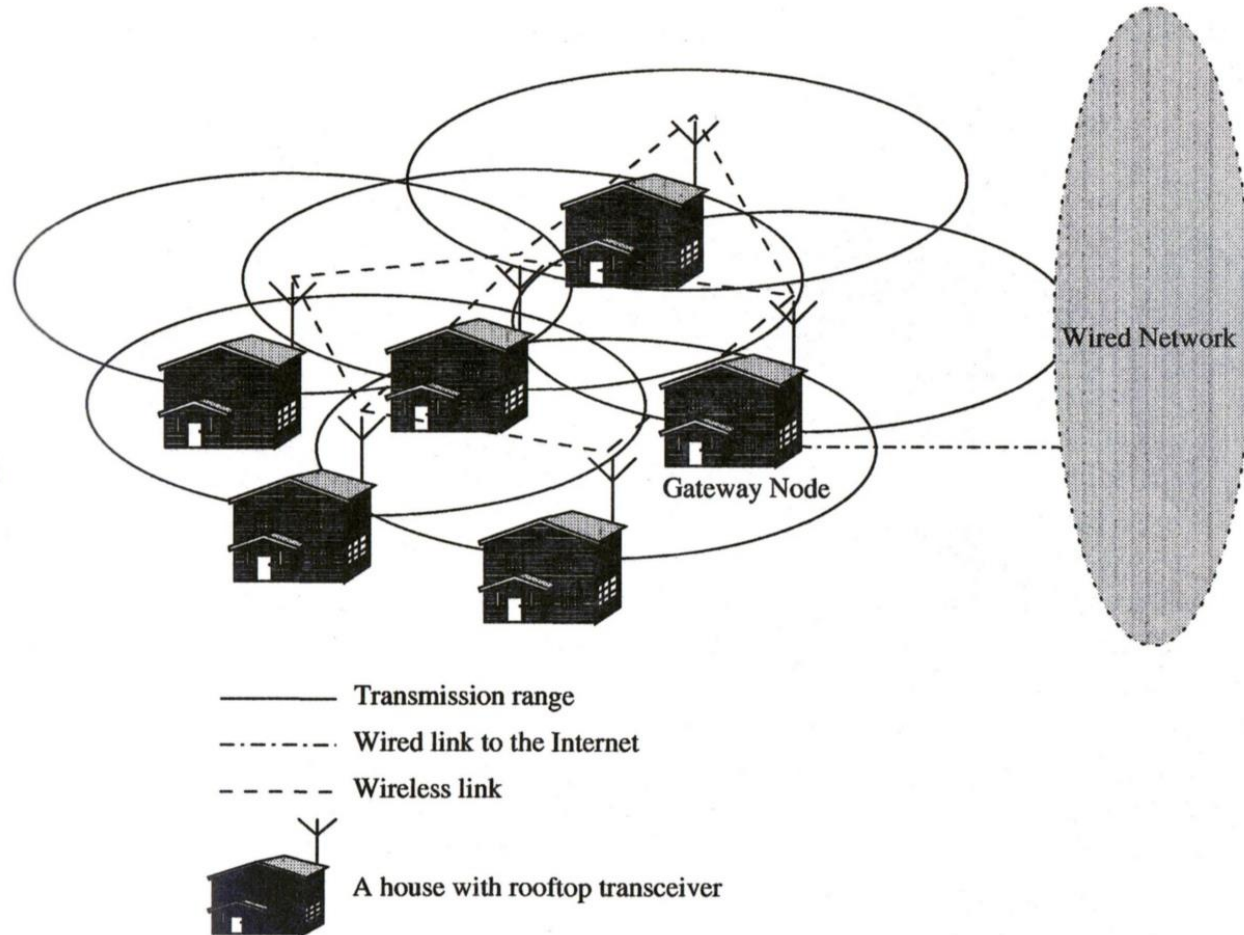 Wired Network
Gateway Node
Transmission range
Wired link to the Internet
Wireless link
A house with rooftop transceiver